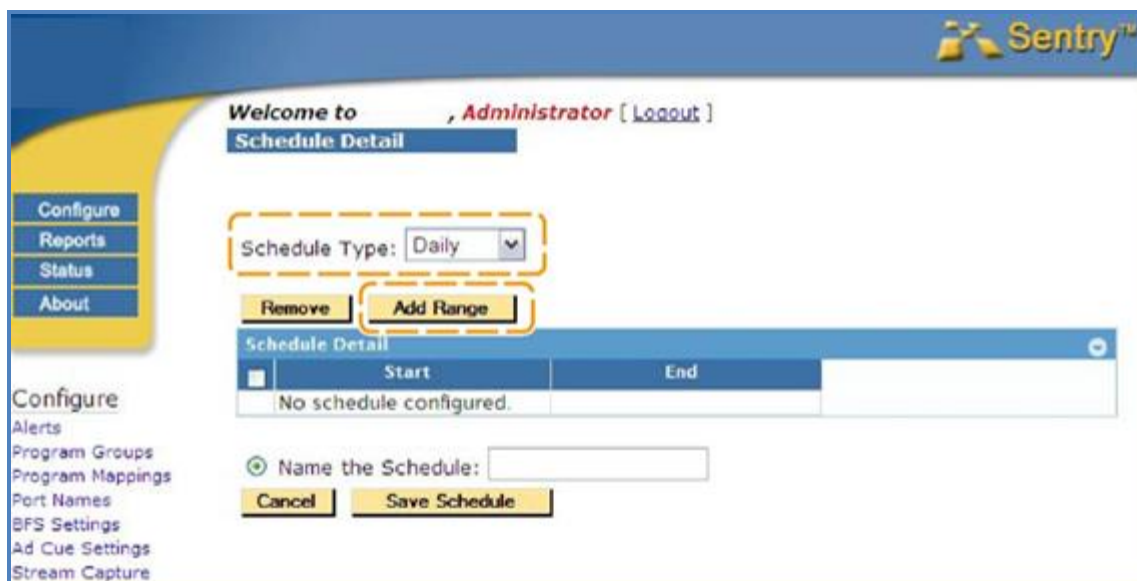 Sentry™
Welcome to , Administrator [ Logout ]
Schedule Detail
Configure
Reports
Status
About
Schedule Type: Daily
Remove Add Range
Schedule Detail
Start End
No schedule configured.
Configure
Alerts
Program Groups
Program Mappings
Port Names
BFS Settings
Ad Cue Settings
Stream Capture
Name the Schedule:
Cancel Save Schedule